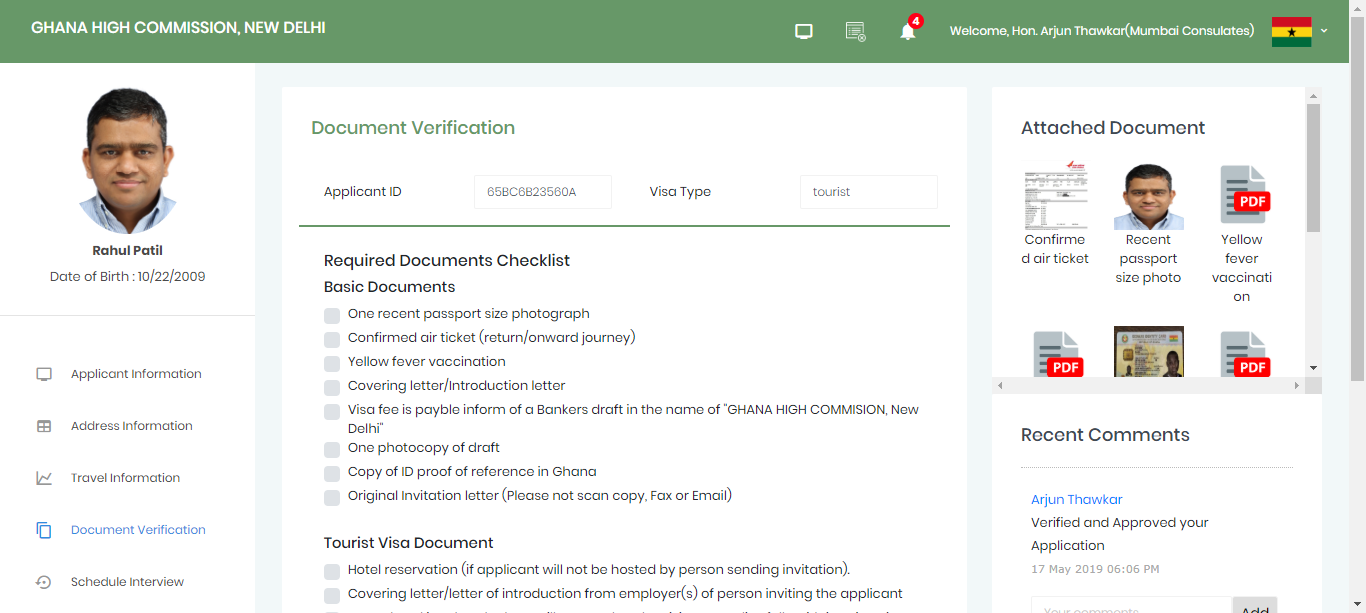 GHANA HIGH COMMISSION, NEW DELHI
4
Welcome, Hon. Arjun Thawkar(Mumbai Consulates)
Rahul Patil
Date of Birth : 10/22/2009
Applicant Information
Address Information
Travel Information
Document Verification
Schedule Interview
Document Verification
Applicant ID
65BC6B23560A
Visa Type
tourist
Required Documents Checklist
Basic Documents
One recent passport size photograph
Confirmed air ticket (return/onward journey)
Yellow fever vaccination
Covering letter/Introduction letter
Visa fee is payble inform of a Bankers draft in the name of "GHANA HIGH COMMISION, New
Delhi"
One photocopy of draft
Copy of ID proof of reference in Ghana
Original Invitation letter (Please not scan copy, Fax or Email)
Tourist Visa Document
Hotel reservation (if applicant will not be hosted by person sending invitation).
Covering letter/letter of introduction from employer(s) of person inviting the applicant
Attached Document
Confirme
d air ticket
Recent
passport
size photo
PDF
Yellow
fever
vaccinati
on
PDF
PDF
Recent Comments
Arjun Thawkar
Verified and Approved your
Application
17 May 2019 06:06 PM
Your comments
Add